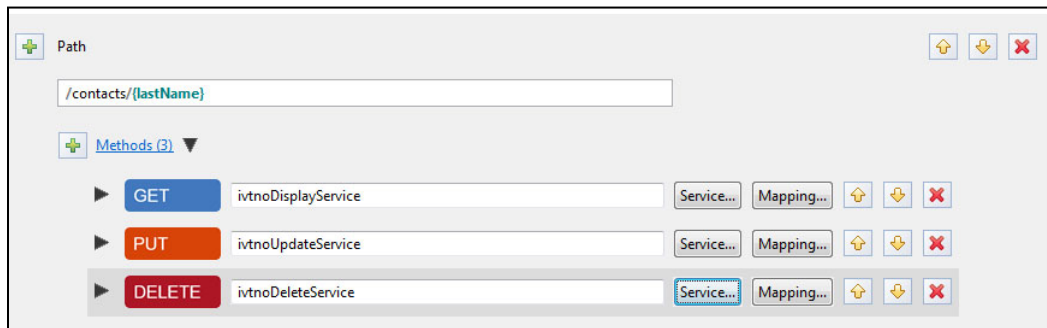 Path
/contacts/{lastName}
Methods (3)
GET ivtnoDisplayService Service... Mapping...
PUT ivtnoUpdateService Service... Mapping...
DELETE ivtnoDeleteService Service... Mapping...